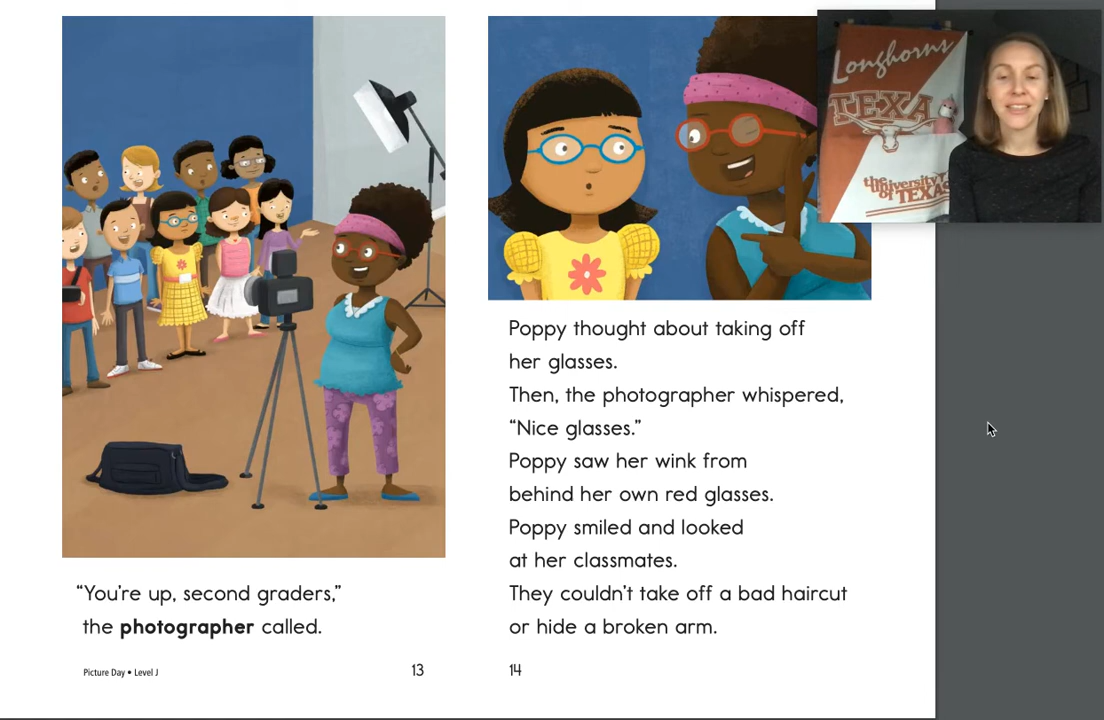 “You’re up, second graders,”
the photographer called.
Picture Day • Level J
13
Poppy thought about taking off
her glasses.
Then, the photographer whispered,
“Nice glasses.”
Poppy saw her wink from
behind her own red glasses.
Poppy smiled and looked
at her classmates.
They couldn’t take off a bad haircut
or hide a broken arm.
14
Longhorns
TEXA
the University
OF TEXAS